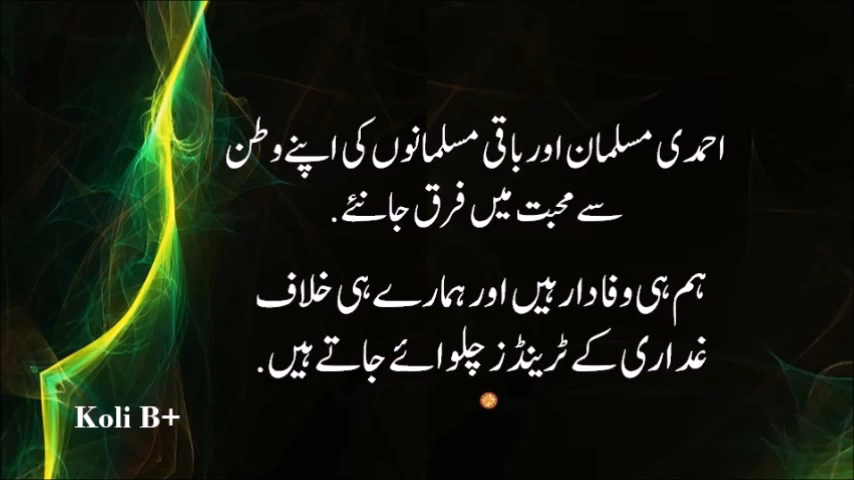 احمدی مسلمان اور باقی مسلمانوں کی اپنے وطن
سے محبت میں فرق جانئے.
ہم ہی وفادار ہیں اور ہمارے ہی خلاف
غداری کے ٹرینڈز چلوائے جاتے ہیں.
Koli B+